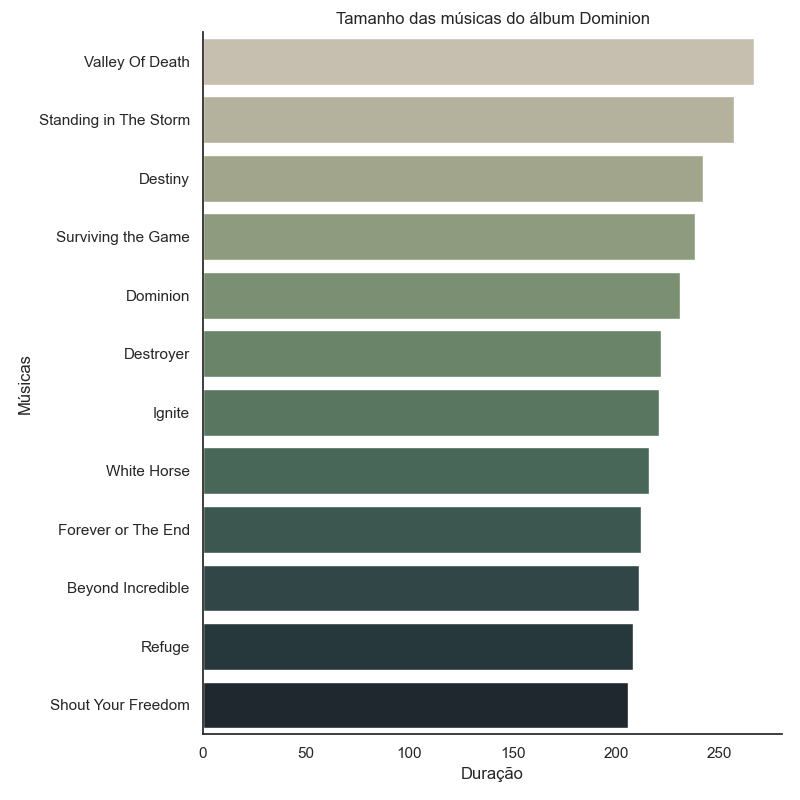 Tamanho das músicas do álbum Dominion
Valley Of Death
Standing in The Storm
Destiny
Surviving the Game
Dominion
Destroyer
Ignite
White Horse
Forever or The End
Beyond Incredible
Refuge
Shout Your Freedom
Músicas
0 50 100 150 200 250
Duração